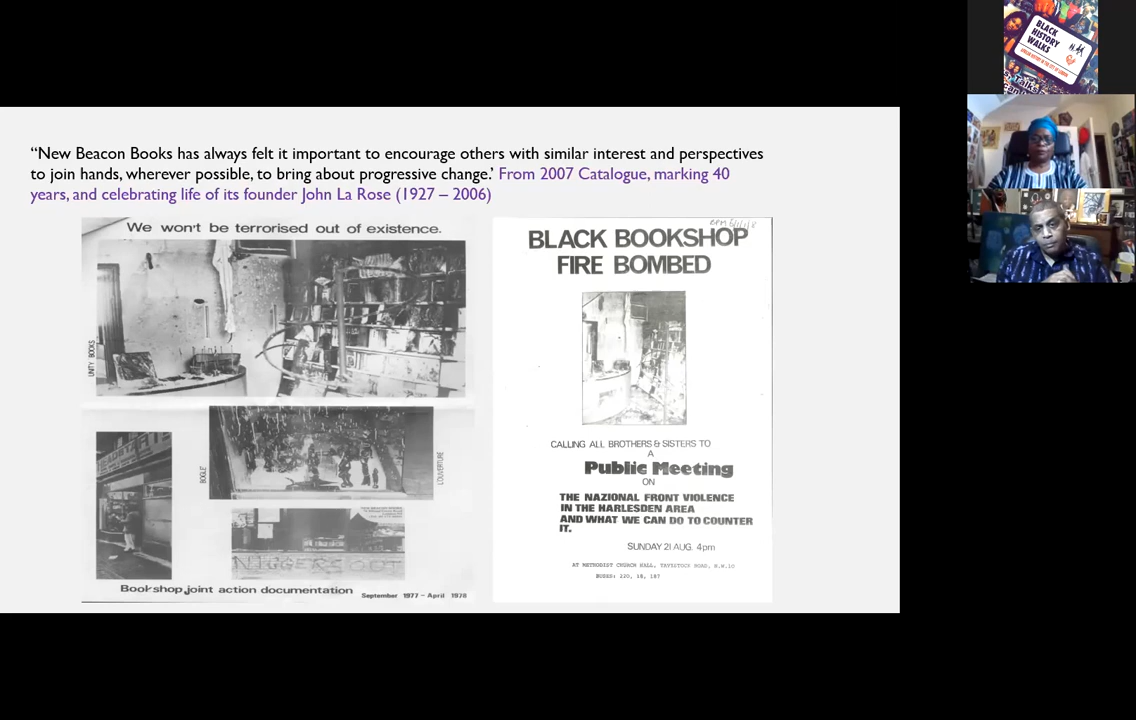 “New Beacon Books has always felt it important to encourage others with similar interest and perspectives
to join hands, wherever possible, to bring about progressive change.’ From 2007 Catalogue, marking 40
years, and celebrating life of its founder John La Rose (1927 – 2006)
We won't be terrorised out of existence.
UNITY BOOKS
BOGLE
L'OUVERTURE
NIGGERS OUT
Bookshop joint action documentation
September 1977 – April 1978
BLACK BOOKSHOP
FIRE BOMBED
CALLING ALL BROTHERS & SISTERS TO
A
Public Meeting
ON
THE NAZIONAL FRONT VIOLENCE
IN THE HARLESDEN AREA
AND WHAT WE CAN DO TO COUNTER
IT.
SUNDAY 21 AUG. 4pm
AT METHODIST CHURCH HALL, TAVISTOCK ROAD, N.W.10
BUSES: 220, 18, 187
BLACK
HISTORY
WALKS